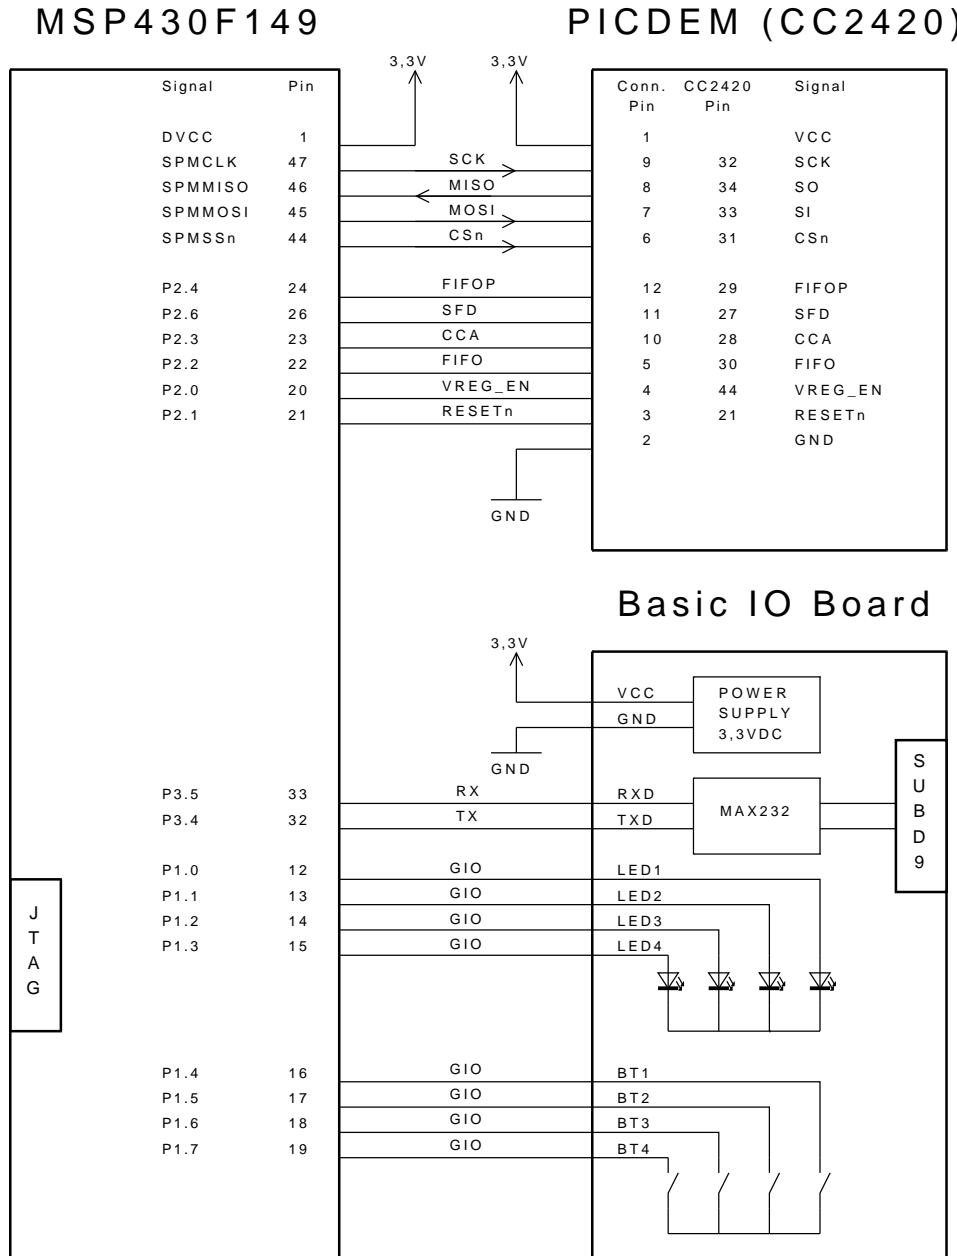 MSP430F149 PICDEM (CC2420)
3,3V 3,3V
Signal Pin Conn. Pin CC2420 Pin Signal
DVCC 1 1 VCC
SPMCLK 47 SCK 9 32 SCK
SPMMISO 46 MISO 8 34 SO
SPMMOSI 45 MOSI 7 33 SI
SPMSSn 44 CSn 6 31 CSn
P2.4 24 FIFOP 12 29 FIFOP
P2.6 26 SFD 11 27 SFD
P2.3 23 CCA 10 28 CCA
P2.2 22 FIFO 5 30 FIFO
P2.0 20 VREG_EN 4 44 VREG_EN
P2.1 21 RESETn 3 21 RESETn
2 GND
GND
Basic IO Board
3,3V
VCC POWER
GND SUPPLY
3,3VDC
GND
SUBD9
P3.5 33 RX RXD
MAX232
P3.4 32 TX TXD
P1.0 12 GIO LED1
P1.1 13 GIO LED2
P1.2 14 GIO LED3
P1.3 15 GIO LED4
JTAG
P1.4 16 GIO BT1
P1.5 17 GIO BT2
P1.6 18 GIO BT3
P1.7 19 GIO BT4